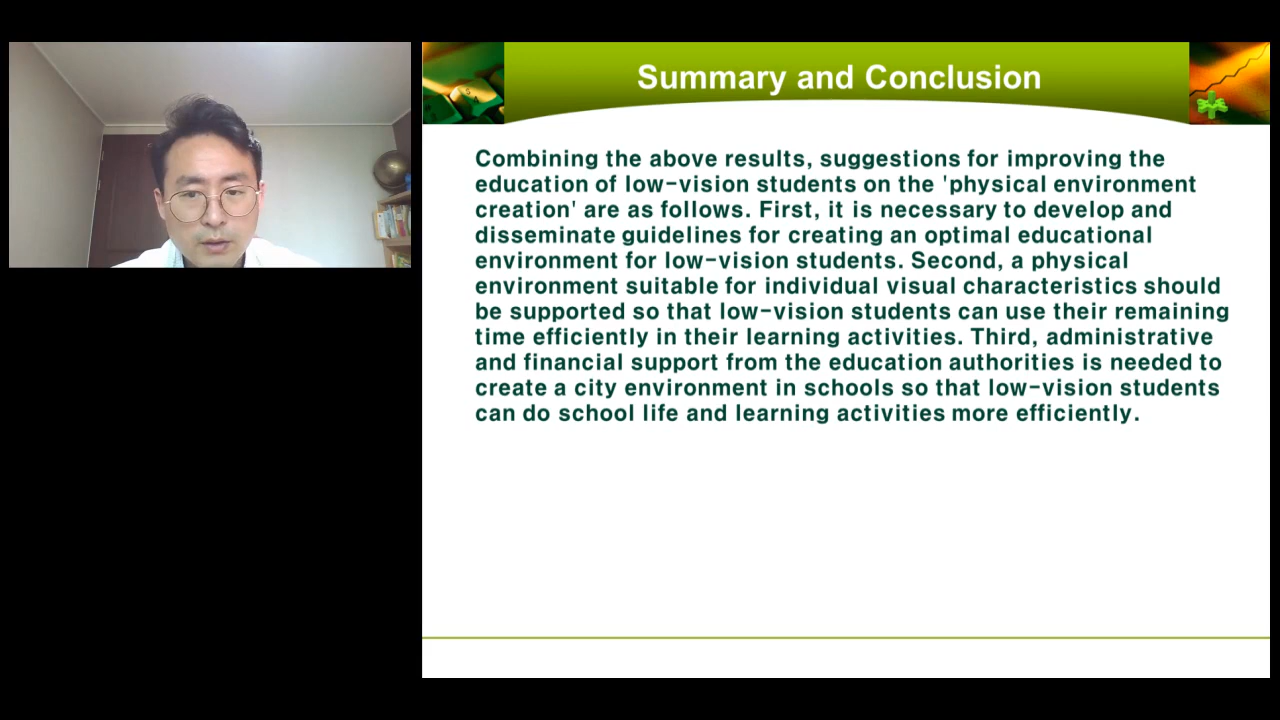 Summary and Conclusion
Combining the above results, suggestions for improving the
education of low-vision students on the 'physical environment
creation' are as follows. First, it is necessary to develop and
disseminate guidelines for creating an optimal educational
environment for low-vision students. Second, a physical
environment suitable for individual visual characteristics should
be supported so that low-vision students can use their remaining
time efficiently in their learning activities. Third, administrative
and financial support from the education authorities is needed to
create a city environment in schools so that low-vision students
can do school life and learning activities more efficiently.